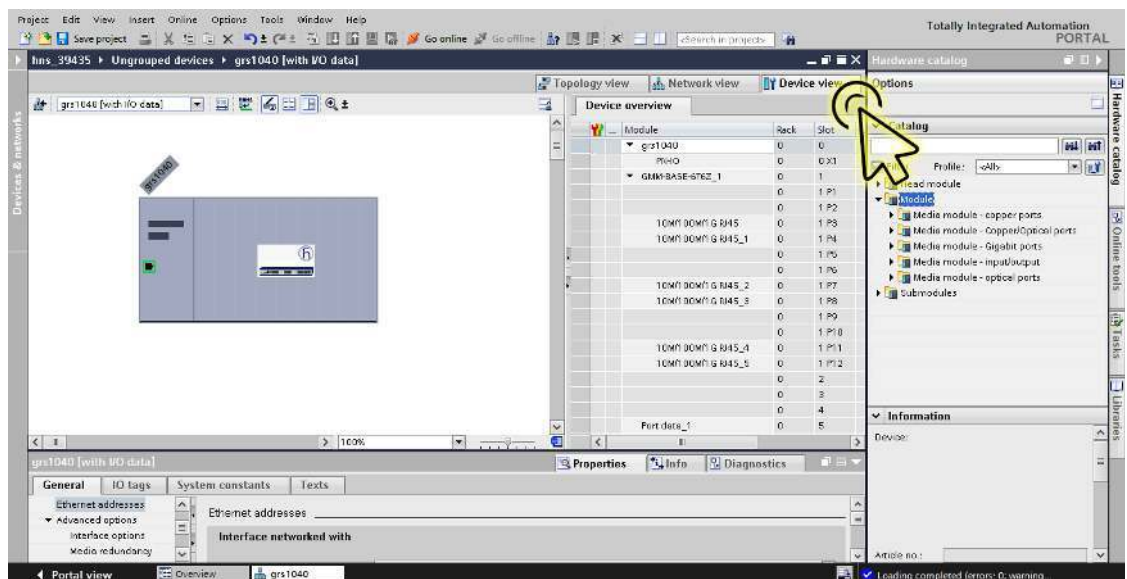 Project Edit View Insert Online Options Tools Window Help
Totally Integrated Automation
PORTAL
Save project
Go online
Go offline
<Search in project>
hns_39435 ▸ Ungrouped devices ▸ grs1040 [with I/O data]
Hardware catalog
Topology view
Network view
Device view
Options
grs1040 [with I/O data]
Device overview
Catalog
Module Rack Slot
grs1040 0 0
PN-IO 0 0 X1
GMM-BASE-6T6Z_1 0 1
0 1 P1
0 1 P2
10M/100M/1G RJ45 0 1 P3
10M/100M/1G RJ45_1 0 1 P4
0 1 P5
0 1 P6
10M/100M/1G RJ45_2 0 1 P7
10M/100M/1G RJ45_3 0 1 P8
0 1 P9
0 1 P10
10M/100M/1G RJ45_4 0 1 P11
10M/100M/1G RJ45_5 0 1 P12
0 2
0 3
0 4
Port data_1 0 5
grs1040
Profile: <All>
Head module
Module
Media module - copper ports
Media module - Copper/Optical ports
Media module - Gigabit ports
Media module - input/output
Media module - optical ports
Submodules
Information
Device:
Article no.:
100%
grs1040 [with I/O data]
Properties
Info
Diagnostics
General
IO tags
System constants
Texts
Ethernet addresses
Advanced options
Interface options
Media redundancy
Ethernet addresses
Interface networked with
Devices & networks
Hardware catalog
Online tools
Tasks
Libraries
Portal view
Overview
grs1040
Loading completed (errors: 0; warning